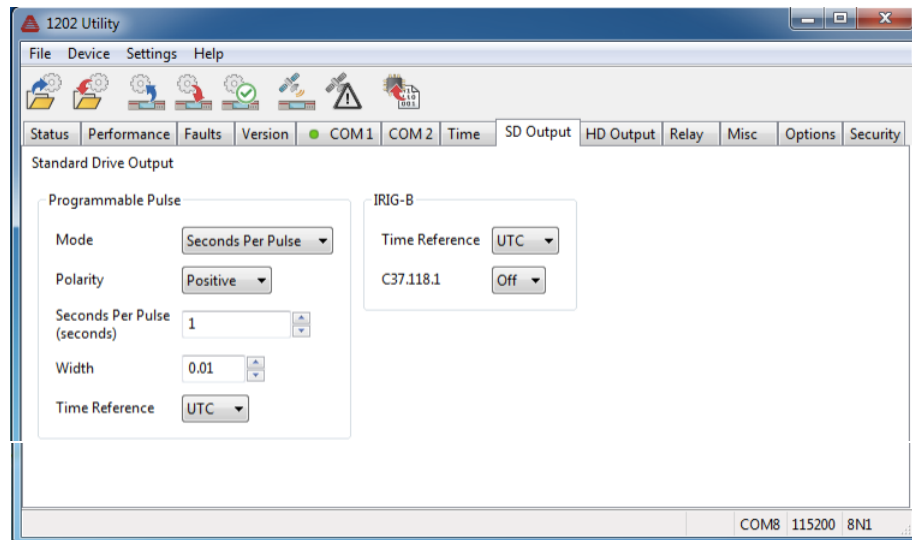 1202 Utility
File Device Settings Help
Status Performance Faults Version COM 1 COM 2 Time SD Output HD Output Relay Misc Options Security
Standard Drive Output
Programmable Pulse
Mode Seconds Per Pulse
Polarity Positive
Seconds Per Pulse
(seconds) 1
Width 0.01
Time Reference UTC
IRIG-B
Time Reference UTC
C37.118.1 Off
COM8 115200 8N1